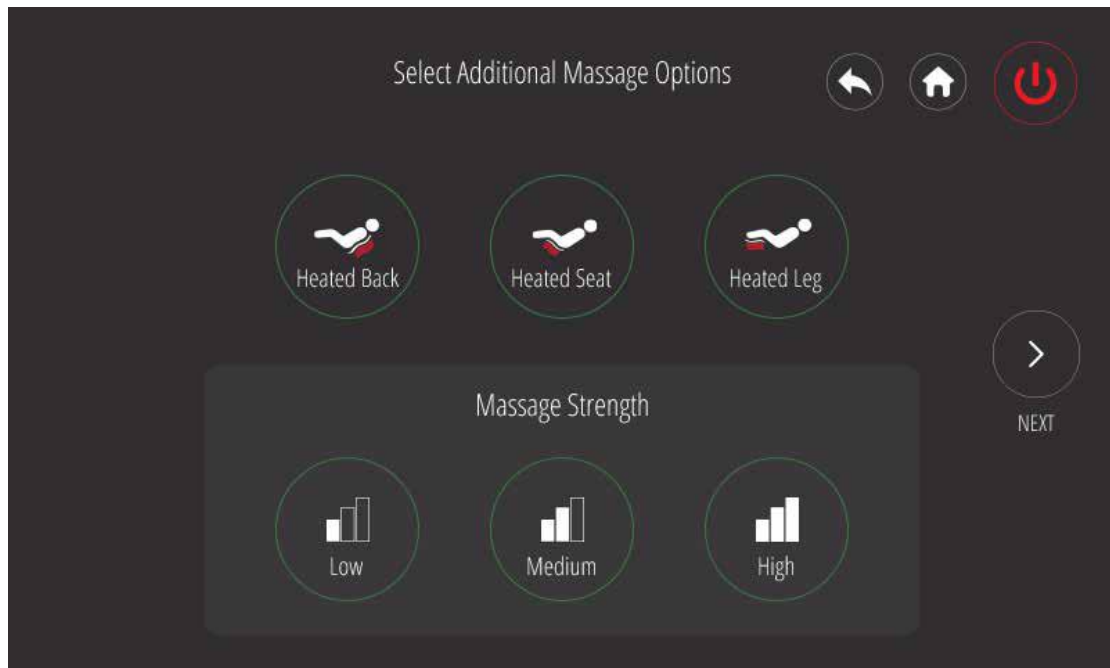 Select Additional Massage Options
Heated Back
Heated Seat
Heated Leg
NEXT
Massage Strength
Low
Medium
High